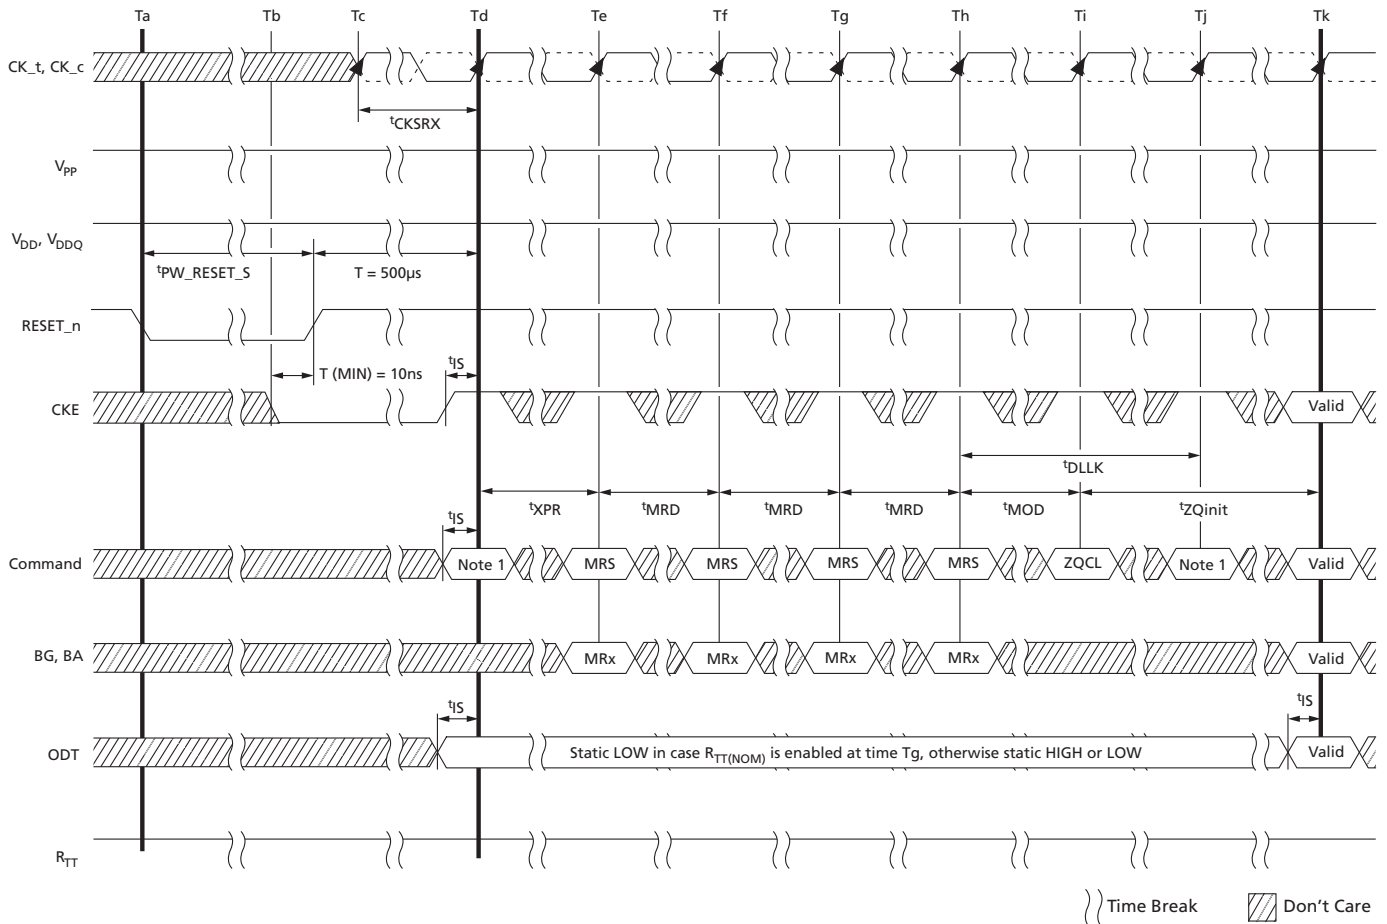 Ta Tb Tc Td Te Tf Tg Th Ti Tj Tk
CK_t, CK_c
tCKSRX
VPP
VDD, VDDQ
tPW_RESET_S T = 500µs
RESET_n
T (MIN) = 10ns tIS
CKE Valid
tDLLK
tXPR tMRD tMRD tMRD tMOD tZQinit
tIS
Command Note 1 MRS MRS MRS MRS ZQCL Note 1 Valid
BG, BA MRx MRx MRx MRx Valid
tIS tIS
ODT Static LOW in case RTT(NOM) is enabled at time Tg, otherwise static HIGH or LOW Valid
RTT
Time Break Don't Care